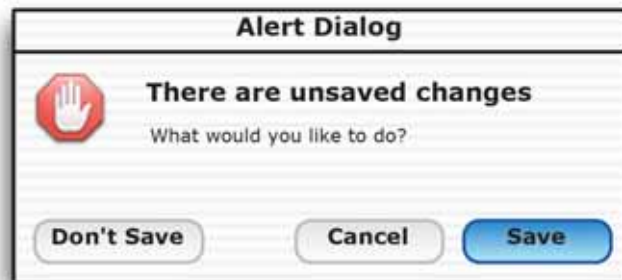 Alert Dialog
There are unsaved changes
What would you like to do?
Don't Save
Cancel
Save